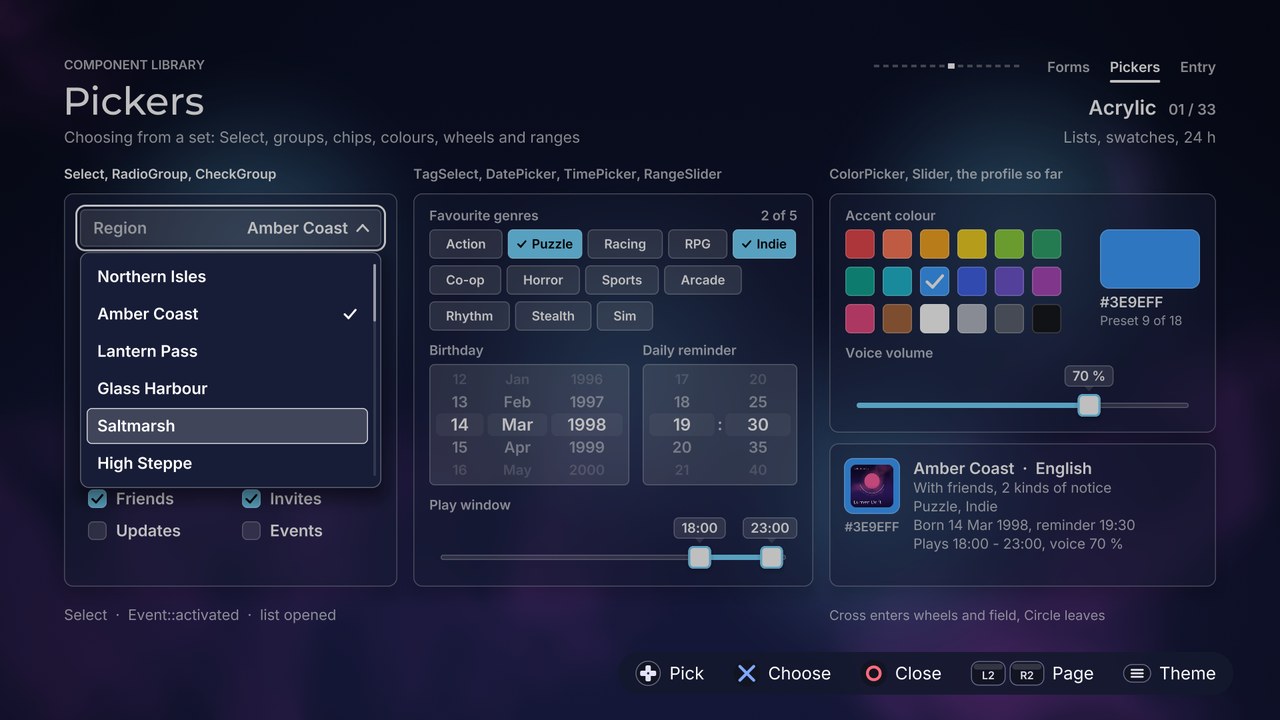 COMPONENT LIBRARY
Pickers
Choosing from a set: Select, groups, chips, colours, wheels and ranges
Forms Pickers Entry
Acrylic 01 / 33
Lists, swatches, 24 h
Select, RadioGroup, CheckGroup
Region Amber Coast
Northern Isles
Amber Coast
Lantern Pass
Glass Harbour
Saltmarsh
High Steppe
Friends Invites
Updates Events
TagSelect, DatePicker, TimePicker, RangeSlider
Favourite genres 2 of 5
Action Puzzle Racing RPG Indie
Co-op Horror Sports Arcade
Rhythm Stealth Sim
Birthday Daily reminder
12 Jan 1996 17 20
13 Feb 1997 18 25
14 Mar 1998 19 : 30
15 Apr 1999 20 35
16 May 2000 21 40
Play window
18:00 23:00
ColorPicker, Slider, the profile so far
Accent colour
#3E9EFF
Preset 9 of 18
Voice volume
70 %
#3E9EFF
Amber Coast · English
With friends, 2 kinds of notice
Puzzle, Indie
Born 14 Mar 1998, reminder 19:30
Plays 18:00 - 23:00, voice 70 %
Select · Event::activated · list opened
Cross enters wheels and field, Circle leaves
Pick Choose Close L2 R2 Page Theme